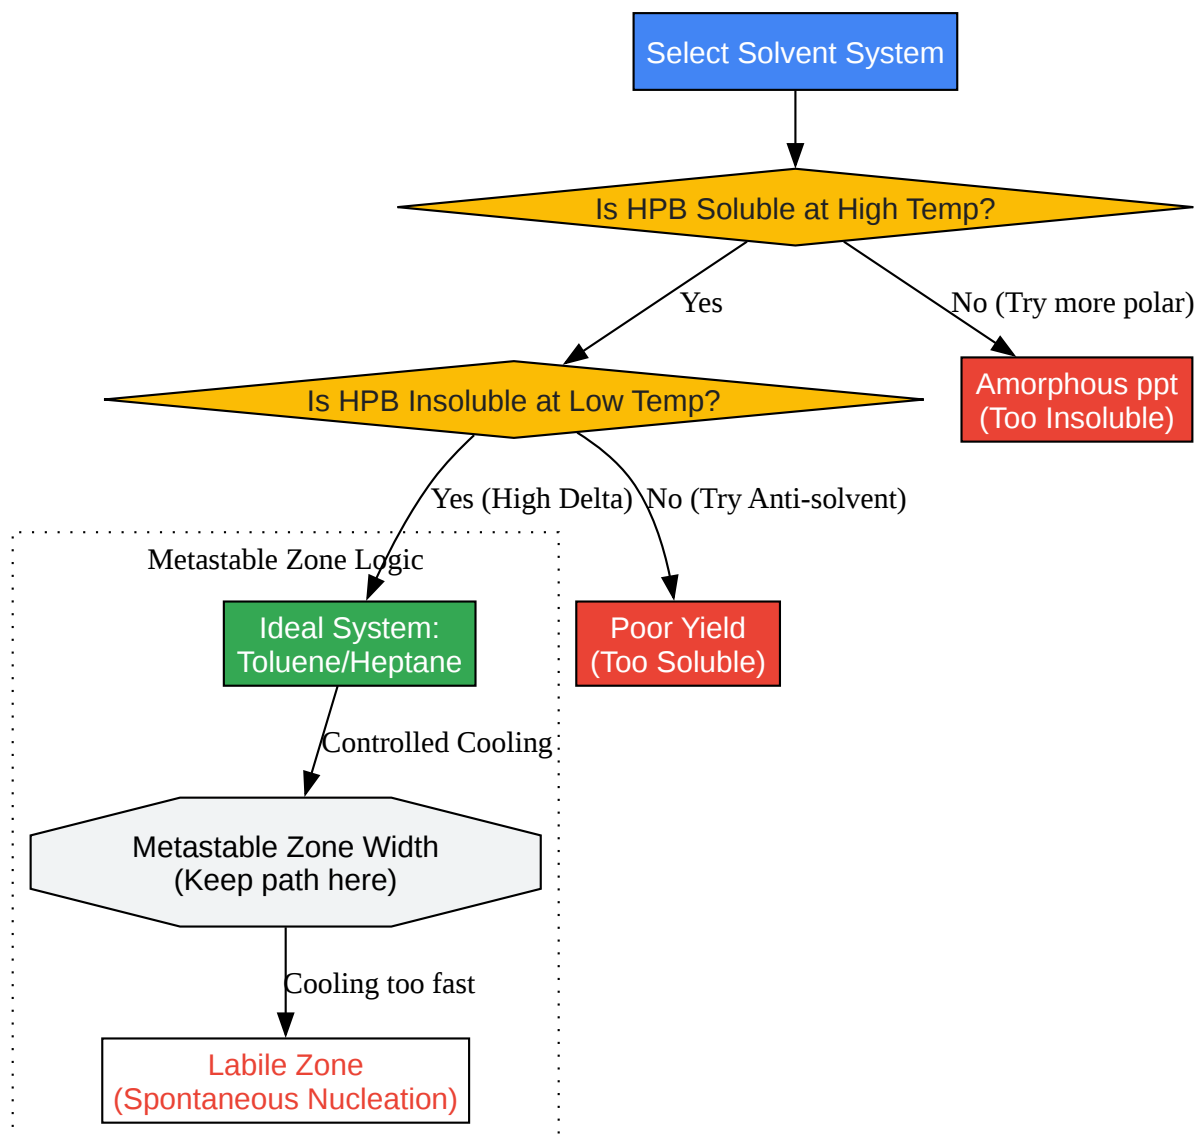 Select Solvent System
Is HPB Soluble at High Temp?
Yes
No (Try more polar)
Amorphous ppt
(Too Insoluble)
Is HPB Insoluble at Low Temp?
Yes (High Delta)
No (Try Anti-solvent)
Metastable Zone Logic
Ideal System:
Toluene/Heptane
Poor Yield
(Too Soluble)
Controlled Cooling
Metastable Zone Width
(Keep path here)
Cooling too fast
Labile Zone
(Spontaneous Nucleation)